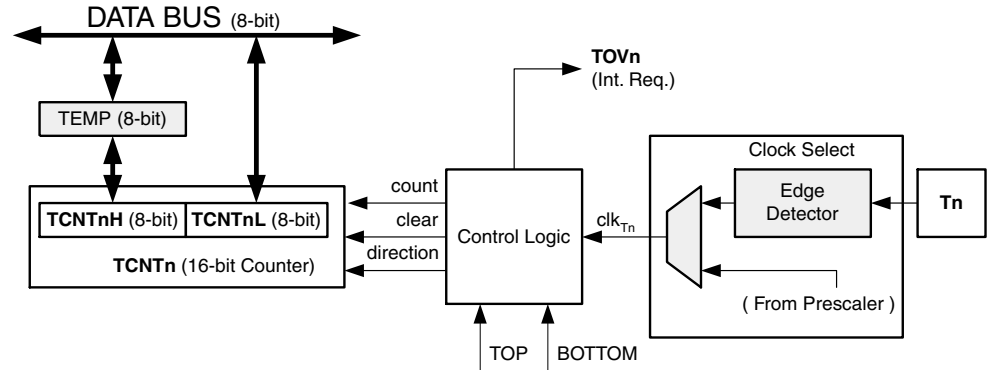 DATA BUS (8-bit)
TOVn
(Int. Req.)
TEMP (8-bit)
Clock Select
count
Edge
Detector
Tn
TCNTnH (8-bit) TCNTnL (8-bit)
clear
Control Logic
clkTn
direction
TCNTn (16-bit Counter)
( From Prescaler )
TOP
BOTTOM